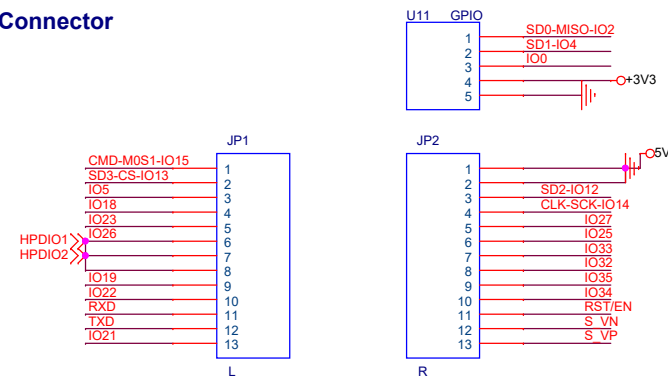 Connector
U11 GPIO
1 SD0-MISO-IO2
2 SD1-IO4
3 IO0
4 +3V3
5
JP1
CMD-M0S1-IO15 1
SD3-CS-IO13 2
IO5 3
IO18 4
IO23 5
IO26 6
HPDIO1 7
HPDIO2 8
IO19 9
IO22 10
RXD 11
TXD 12
IO21 13
L
JP2
5V
1
2
3 SD2-IO12
4 CLK-SCK-IO14
5 IO27
6 IO25
7 IO33
8 IO32
9 IO35
10 IO34
11 RST/EN
12 S_VN
13 S_VP
R